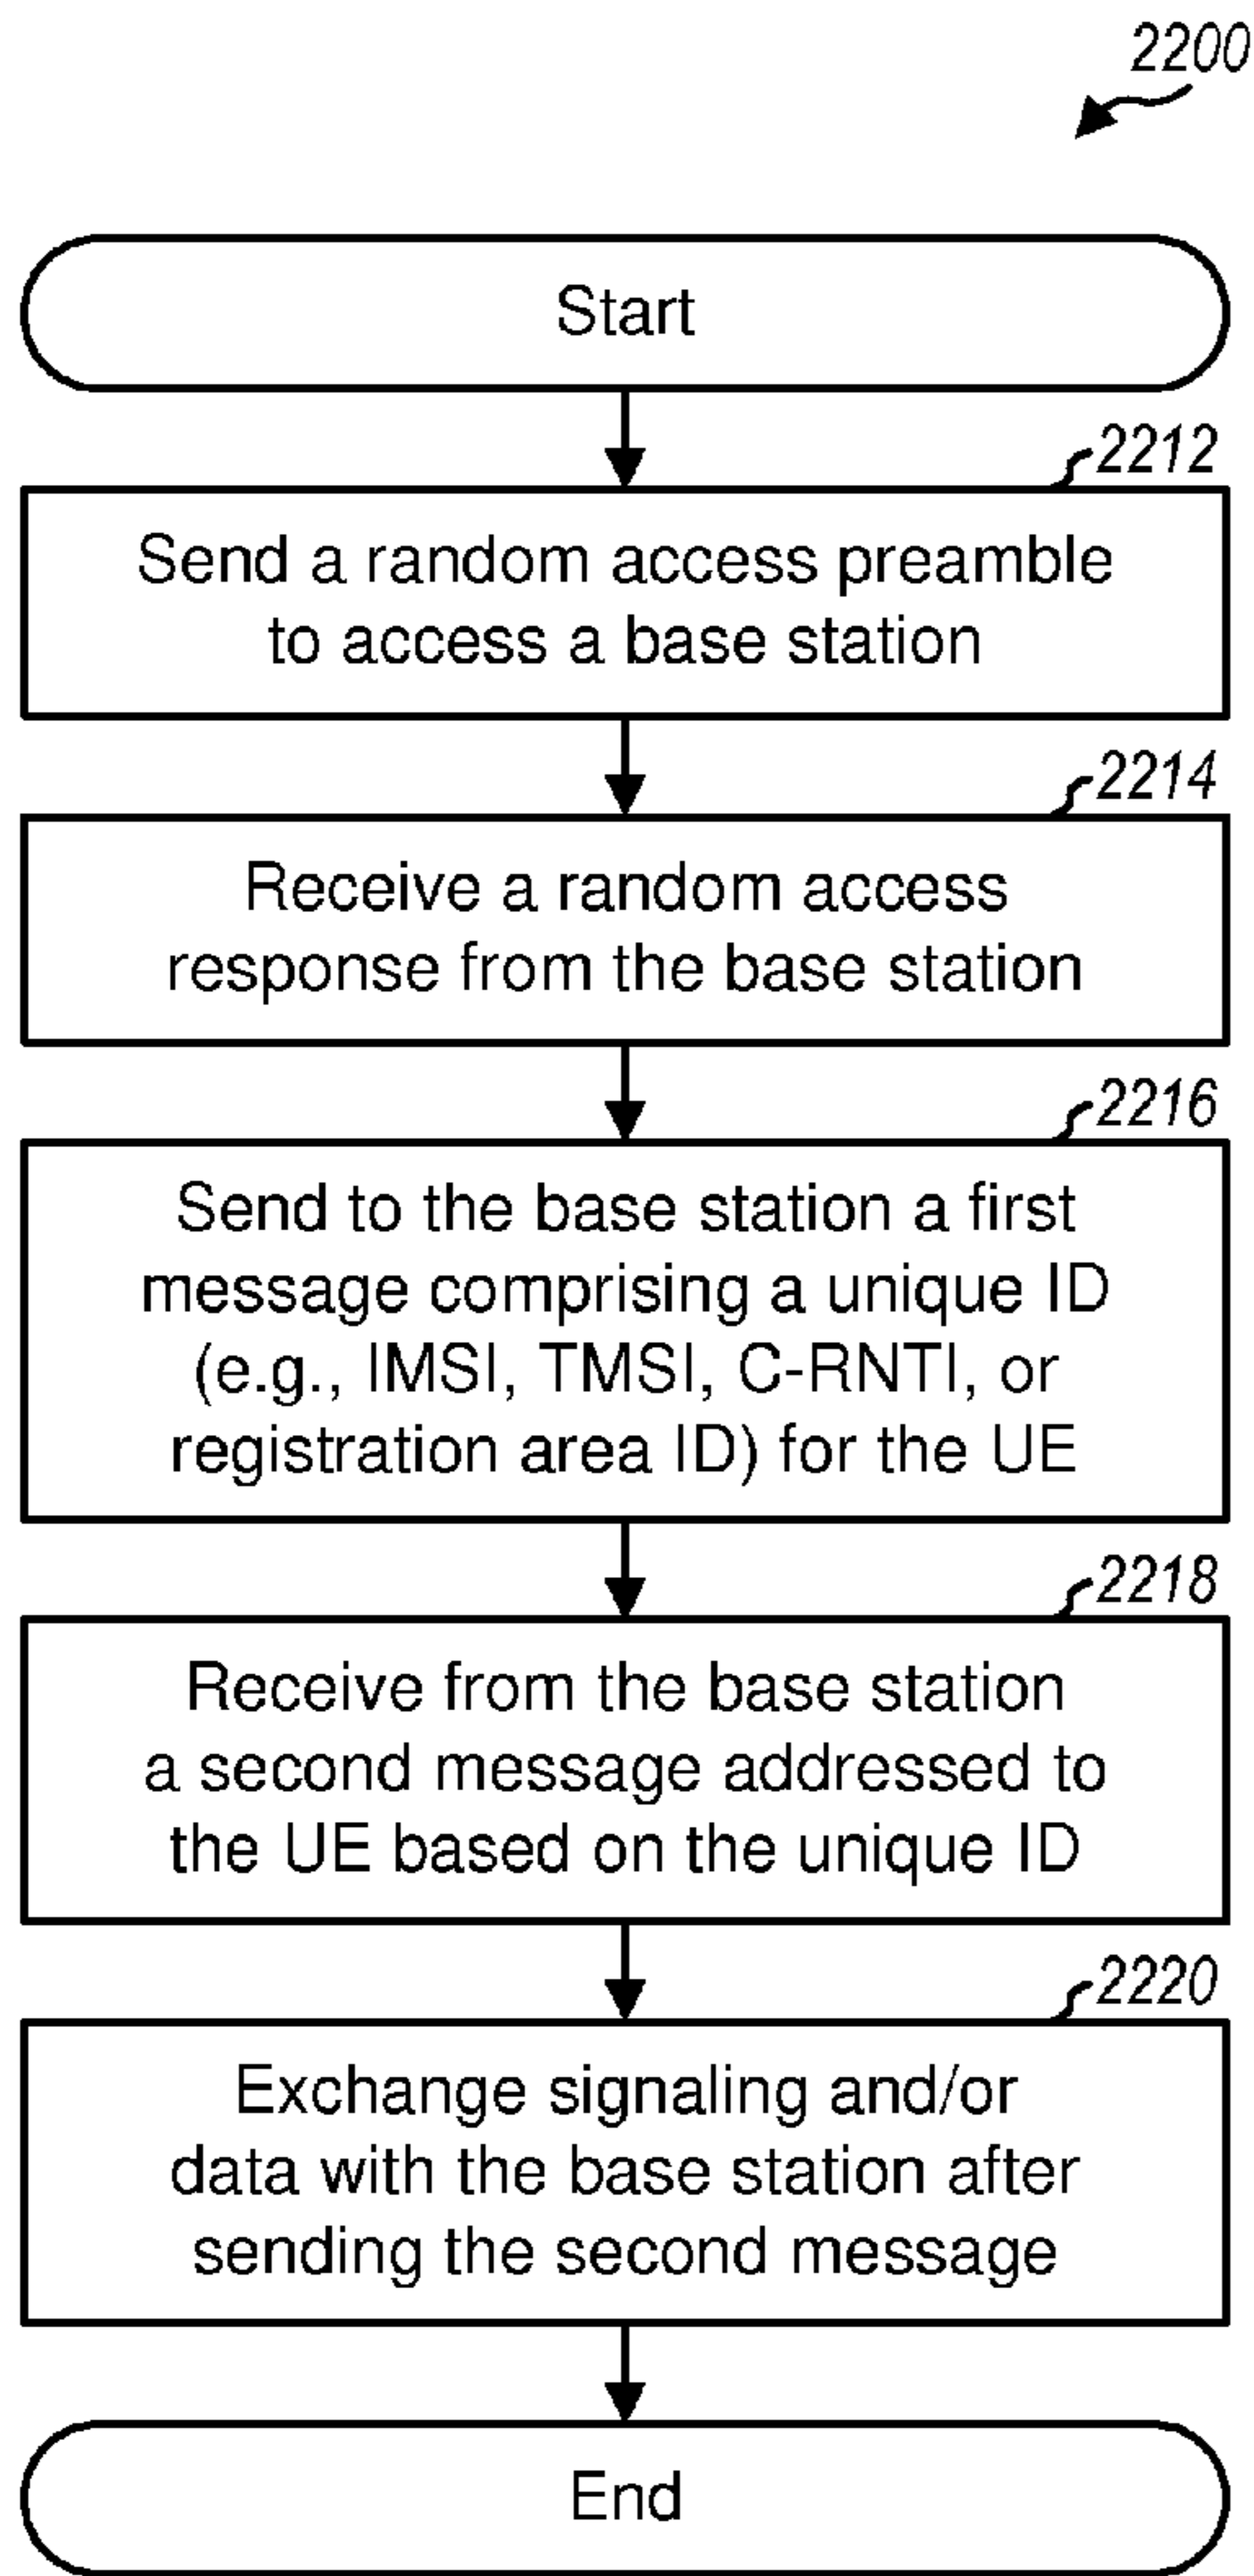 2200
Start
2212
Send a random access preamble
to access a base station
2214
Receive a random access
response from the base station
2216
Send to the base station a first
message comprising a unique ID
(e.g., IMSI, TMSI, C-RNTI, or
registration area ID) for the UE
2218
Receive from the base station
a second message addressed to
the UE based on the unique ID
2220
Exchange signaling and/or
data with the base station after
sending the second message
End